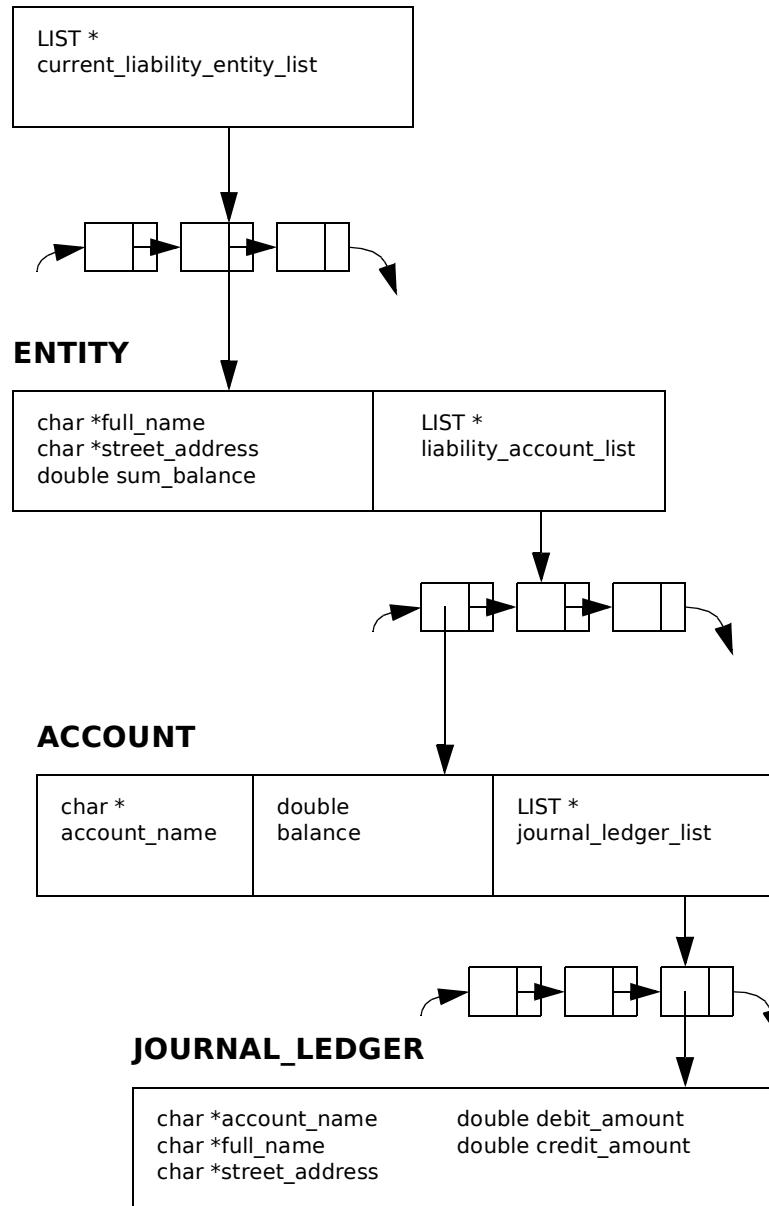 LIST *
current_liability_entity_list
ENTITY
char *full_name
char *street_address
double sum_balance
LIST *
liability_account_list
ACCOUNT
char *
account_name
double
balance
LIST *
journal_ledger_list
JOURNAL_LEDGER
char *account_name
char *full_name
char *street_address
double debit_amount
double credit_amount